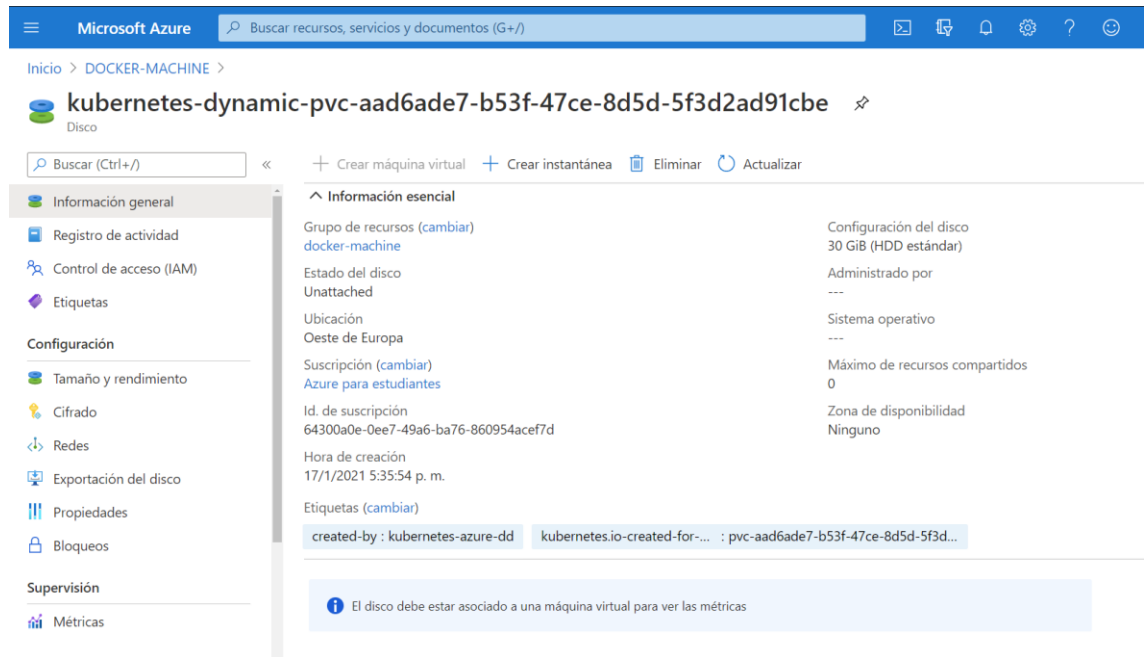 Microsoft Azure
Buscar recursos, servicios y documentos (G+/)
Inicio > DOCKER-MACHINE >
kubernetes-dynamic-pvc-aad6ade7-b53f-47ce-8d5d-5f3d2ad91cbe
Disco
Buscar (Ctrl+/)
«
Información general
Registro de actividad
Control de acceso (IAM)
Etiquetas
Configuración
Tamaño y rendimiento
Cifrado
Redes
Exportación del disco
Propiedades
Bloqueos
Supervisión
Métricas
+ Crear máquina virtual + Crear instantánea Eliminar Actualizar
Información esencial
Grupo de recursos (cambiar)
docker-machine
Estado del disco
Unattached
Ubicación
Oeste de Europa
Suscripción (cambiar)
Azure para estudiantes
Id. de suscripción
64300a0e-0ee7-49a6-ba76-860954acef7d
Hora de creación
17/1/2021 5:35:54 p. m.
Configuración del disco
30 GiB (HDD estándar)
Administrado por
---
Sistema operativo
---
Máximo de recursos compartidos
0
Zona de disponibilidad
Ninguno
Etiquetas (cambiar)
created-by : kubernetes-azure-dd kubernetes.io-created-for-... : pvc-aad6ade7-b53f-47ce-8d5d-5f3d...
El disco debe estar asociado a una máquina virtual para ver las métricas